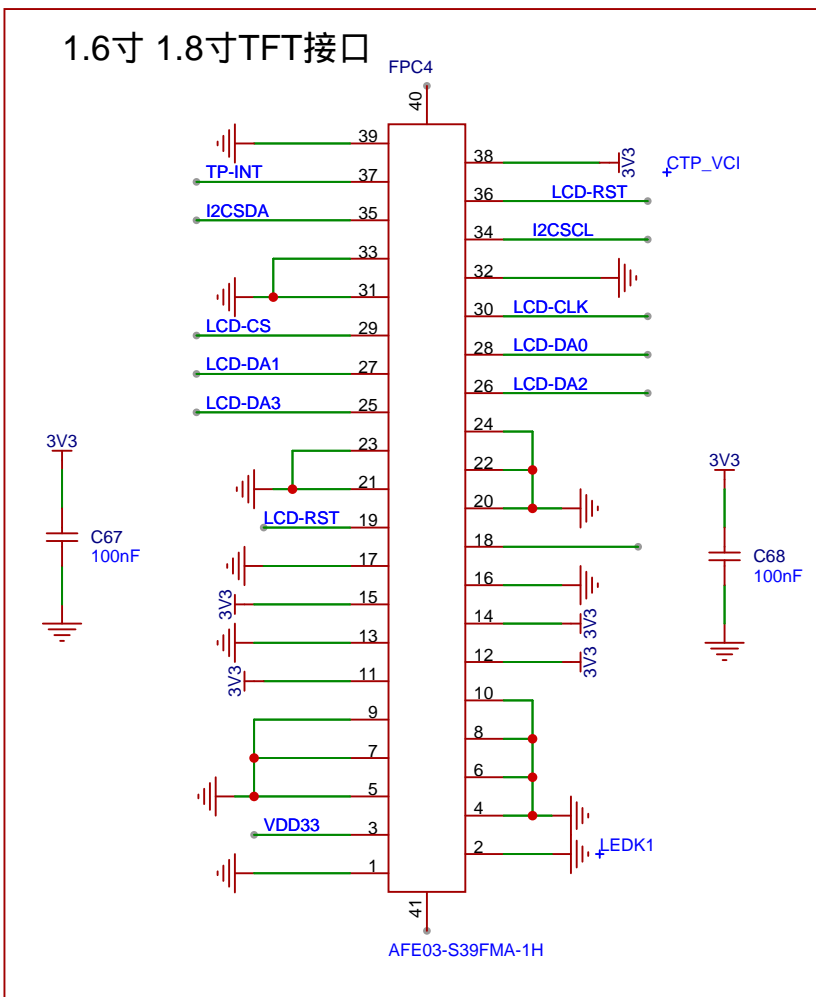 1.6寸 1.8寸TFT接口
FPC4
40
39
38
3V3
CTP_VCI
TP-INT
37
36
LCD-RST
I2CSDA
35
34
I2CSCL
33
32
31
30
LCD-CLK
LCD-CS
29
28
LCD-DA0
LCD-DA1
27
26
LCD-DA2
LCD-DA3
25
24
3V3
23
22
3V3
21
20
LCD-RST
19
18
C67
100nF
C68
100nF
17
16
3V3
15
14
3V3
13
12
3V3
3V3
11
10
9
8
7
6
5
4
VDD33
3
2
LEDK1
1
41
AFE03-S39FMA-1H